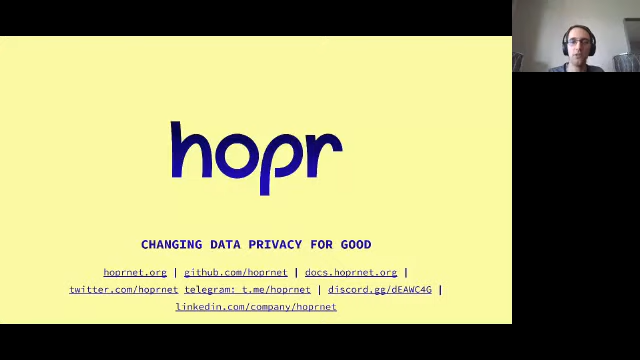 hopr
CHANGING DATA PRIVACY FOR GOOD
hoprnet.org | github.com/hoprnet | docs.hoprnet.org |
twitter.com/hoprnet telegram: t.me/hoprnet | discord.gg/dEAWC4G |
linkedin.com/company/hoprnet